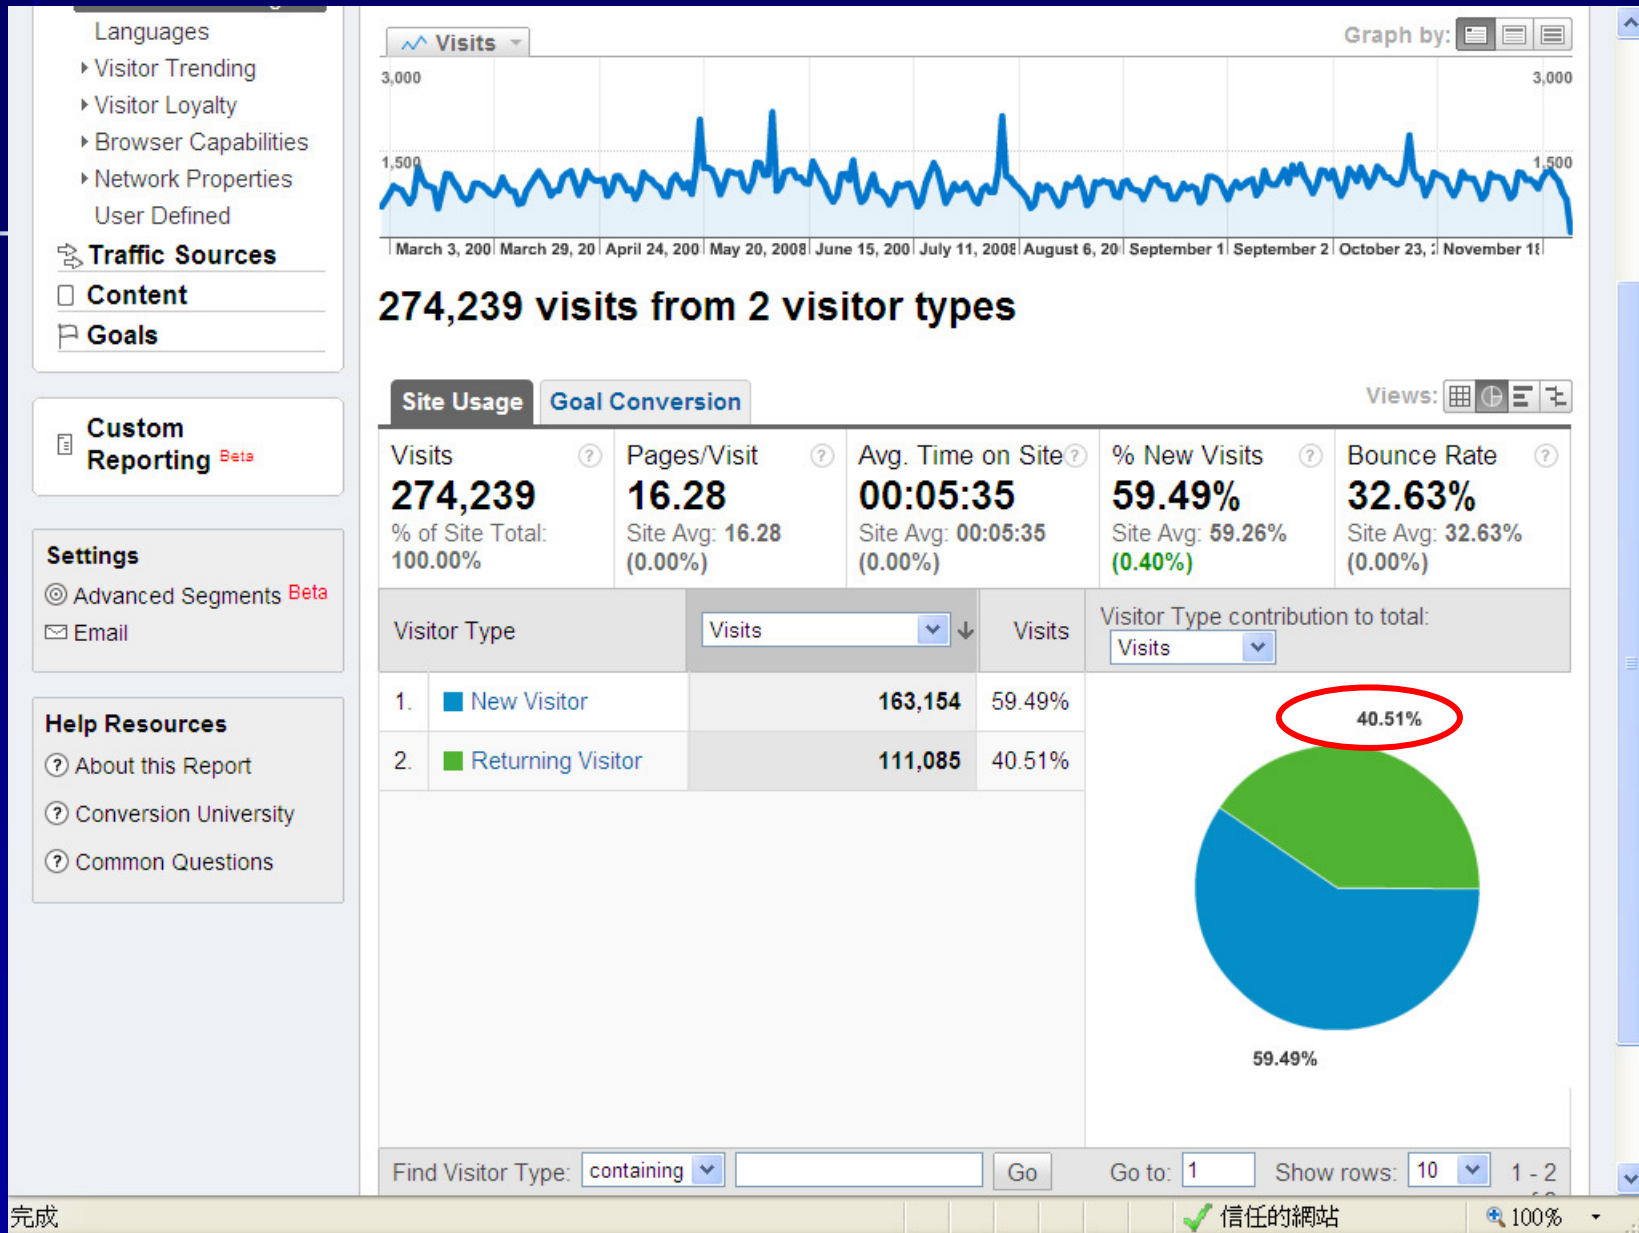 Languages
Visitor Trending
Visitor Loyalty
Browser Capabilities
Network Properties
User Defined
Traffic Sources
Content
Goals
Custom
Reporting Beta
Settings
Advanced Segments Beta
Email
Help Resources
About this Report
Conversion University
Common Questions
Visits
Graph by:
3,000 3,000
1,500 1,500
March 3, 200 March 29, 20 April 24, 200 May 20, 2008 June 15, 200 July 11, 2008 August 6, 20 September 1 September 2 October 23, 2 November 18
274,239 visits from 2 visitor types
Site Usage Goal Conversion Views:
Visits Pages/Visit Avg. Time on Site % New Visits Bounce Rate
274,239 16.28 00:05:35 59.49% 32.63%
% of Site Total: Site Avg: 16.28 Site Avg: 00:05:35 Site Avg: 59.26% Site Avg: 32.63%
100.00% (0.00%) (0.00%) (0.40%) (0.00%)
Visitor Type Visits Visits Visitor Type contribution to total:
Visits
1. New Visitor 163,154 59.49%
2. Returning Visitor 111,085 40.51%
40.51%
59.49%
Find Visitor Type: containing Go Go to: 1 Show rows: 10 1 - 2
完成 信任的網站 100%